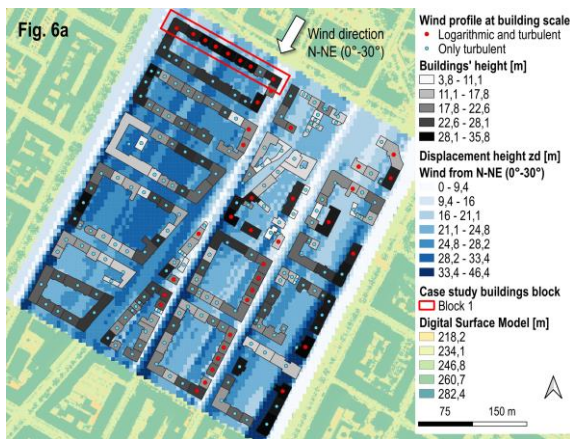 Fig. 6a
Wind direction
N-NE (0°-30°)
Wind profile at building scale
Logarithmic and turbulent
Only turbulent
Buildings' height [m]
3,8 - 11,1
11,1 - 17,8
17,8 - 22,6
22,6 - 28,1
28,1 - 35,8
Displacement height zd [m]
Wind from N-NE (0°-30°)
0 - 9,4
9,4 - 16
16 - 21,1
21,1 - 24,8
24,8 - 28,2
28,2 - 33,4
33,4 - 46,4
Case study buildings block
Block 1
Digital Surface Model [m]
218,2
234,1
246,8
260,7
282,4
75 150 m